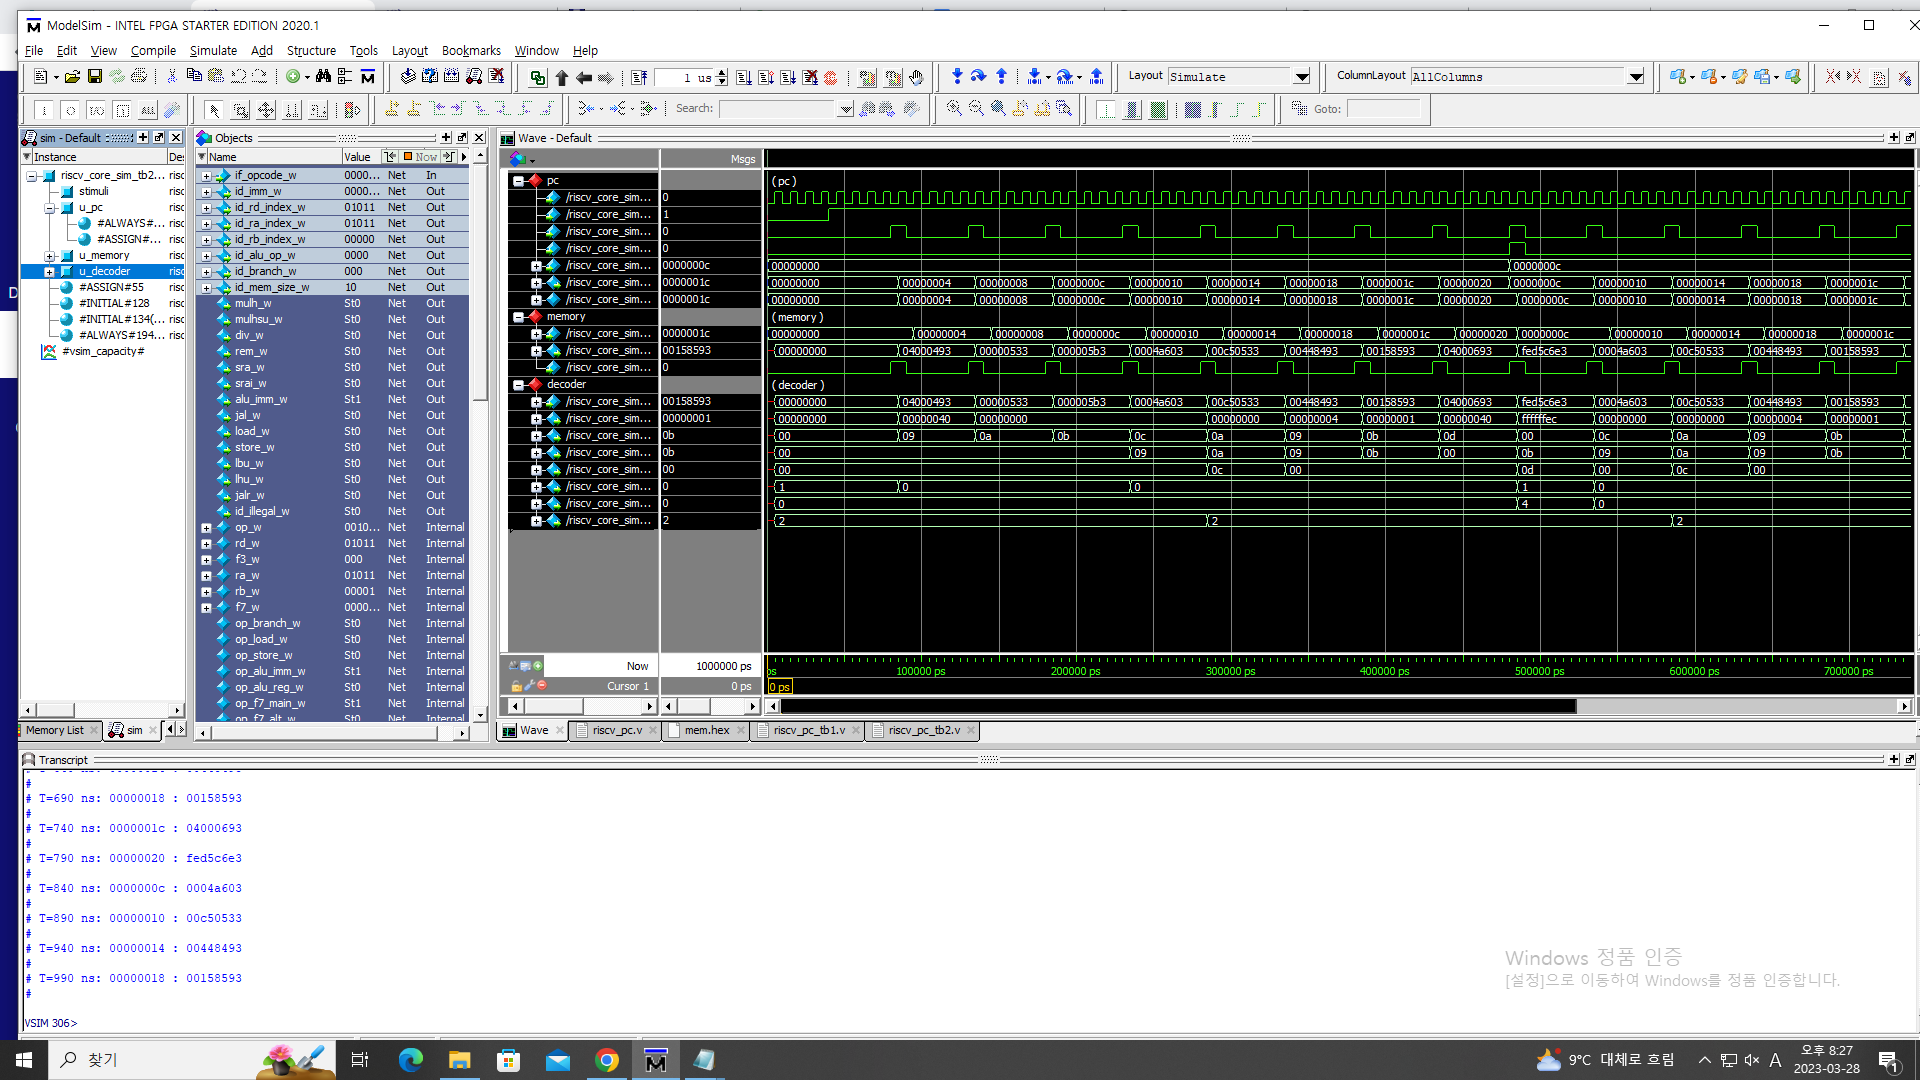 ModelSim - INTEL FPGA STARTER EDITION 2020.1
File Edit View Compile Simulate Add Structure Tools Layout Bookmarks Window Help
1 us
Layout Simulate
ColumnLayout AllColumns
Search:
Goto:
sim - Default
Instance
riscv_core_sim_tb2... risc
stimuli risc
u_pc risc
#ALWAYS#... risc
#ASSIGN#... risc
u_memory risc
u_decoder risc
#ASSIGN#55 risc
#INITIAL#128 risc
#INITIAL#134(... risc
#ALWAYS#194... risc
#vsim_capacity#
Memory List
sim
Objects
Name Value Now
if_opcode_w 0000... Net In
id_imm_w 0000... Net Out
id_rd_index_w 01011 Net Out
id_ra_index_w 01011 Net Out
id_rb_index_w 00000 Net Out
id_alu_op_w 0000 Net Out
id_branch_w 000 Net Out
id_mem_size_w 10 Net Out
mulh_w St0 Net Out
mulhsu_w St0 Net Out
div_w St0 Net Out
rem_w St0 Net Out
sra_w St0 Net Out
srai_w St0 Net Out
alu_imm_w St1 Net Out
jal_w St0 Net Out
load_w St0 Net Out
store_w St0 Net Out
lbu_w St0 Net Out
lhu_w St0 Net Out
jalr_w St0 Net Out
id_illegal_w St0 Net Out
op_w 0010... Net Internal
rd_w 01011 Net Internal
f3_w 000 Net Internal
ra_w 01011 Net Internal
rb_w 00001 Net Internal
f7_w 0000... Net Internal
op_branch_w St0 Net Internal
op_load_w St0 Net Internal
op_store_w St0 Net Internal
op_alu_imm_w St1 Net Internal
op_alu_reg_w St0 Net Internal
op_f7_main_w St1 Net Internal
op_f7_alt_w St0 Net Internal
Wave - Default
Msgs
pc (pc)
/riscv_core_sim... 0
/riscv_core_sim... 1
/riscv_core_sim... 0
/riscv_core_sim... 0
/riscv_core_sim... 0000000c 00000000 0000000c
/riscv_core_sim... 0000001c 00000000 00000004 00000008 0000000c 00000010 00000014 00000018 0000001c 00000020 0000000c 00000010 00000014 00000018 0000001c
/riscv_core_sim... 0000001c 00000000 00000004 00000008 0000000c 00000010 00000014 00000018 0000001c 00000020 0000000c 00000010 00000014 00000018 0000001c
memory (memory)
/riscv_core_sim... 0000001c 00000000 00000004 00000008 0000000c 00000010 00000014 00000018 0000001c 00000020 0000000c 00000010 00000014 00000018 0000001c
/riscv_core_sim... 00158593 00000000 04000493 00000533 000005b3 0004a603 00c50533 00448493 00158593 04000693 fed5c6e3 0004a603 00c50533 00448493 00158593
/riscv_core_sim... 0
decoder (decoder)
/riscv_core_sim... 00158593 00000000 04000493 00000533 000005b3 0004a603 00c50533 00448493 00158593 04000693 fed5c6e3 0004a603 00c50533 00448493 00158593
/riscv_core_sim... 00000001 00000000 00000040 00000000 00000000 00000004 00000001 00000040 ffffffec 00000000 00000000 00000004 00000001
/riscv_core_sim... 0b 00 09 0a 0b 0c 0a 09 0b 0d 00 0c 0a 09 0b
/riscv_core_sim... 0b 00 09 0a 09 0b 00 0b 09 0a 09 0b
/riscv_core_sim... 00 00 0c 00 0d 00 0c 00
/riscv_core_sim... 0 1 0 0 1 0
/riscv_core_sim... 0 0 4 0
/riscv_core_sim... 2 2 2 2
Now 1000000 ps
ps 100000 ps 200000 ps 300000 ps 400000 ps 500000 ps 600000 ps 700000 ps
Cursor 1 0 ps 0 ps
Wave riscv_pc.v mem.hex riscv_pc_tb1.v riscv_pc_tb2.v
Transcript
#
# T=690 ns: 00000018 : 00158593
#
# T=740 ns: 0000001c : 04000693
#
# T=790 ns: 00000020 : fed5c6e3
#
# T=840 ns: 0000000c : 0004a603
#
# T=890 ns: 00000010 : 00c50533
#
# T=940 ns: 00000014 : 00448493
#
# T=990 ns: 00000018 : 00158593
#
VSIM 306>
Windows 정품 인증
[설정]으로 이동하여 Windows를 정품 인증합니다.
찾기
9°C 대체로 흐림
A
오후 8:27
2023-03-28
1